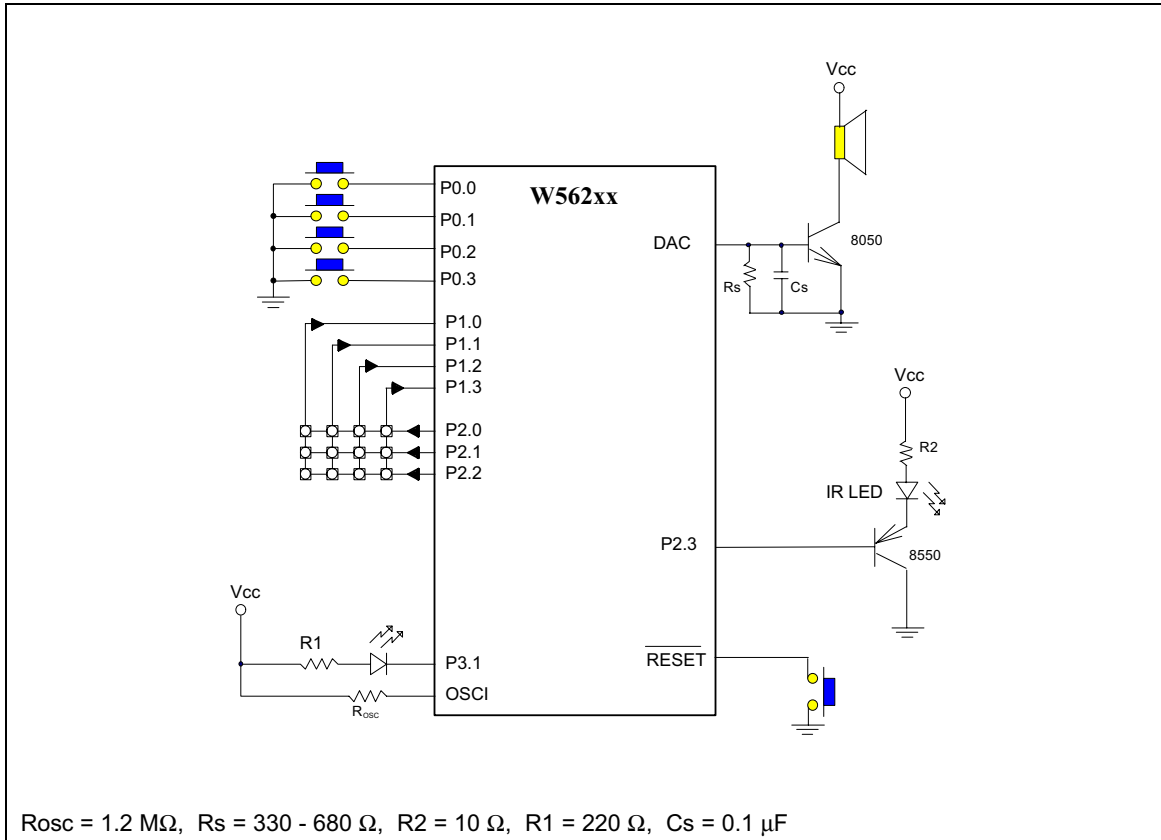 Vcc
W562xx
P0.0
P0.1
P0.2
P0.3
DAC
8050
Rs
Cs
P1.0
P1.1
P1.2
P1.3
P2.0
P2.1
P2.2
Vcc
R2
IR LED
P2.3
8550
Vcc
R1
P3.1
RESET
OSCI
ROSC
Rosc = 1.2 MΩ, Rs = 330 - 680 Ω, R2 = 10 Ω, R1 = 220 Ω, Cs = 0.1 μF